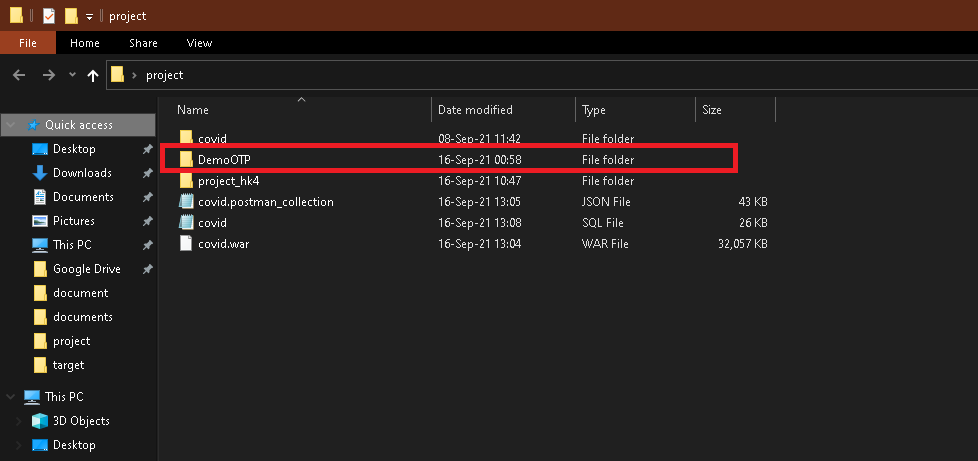 project
File Home Share View
project
Name Date modified Type Size
Quick access
covid 08-Sep-21 11:42 File folder
Desktop
DemoOTP 16-Sep-21 00:58 File folder
Downloads
project_hk4 16-Sep-21 10:47 File folder
Documents
covid.postman_collection 16-Sep-21 13:05 JSON File 43 KB
Pictures
covid 16-Sep-21 13:08 SQL File 26 KB
This PC
covid.war 16-Sep-21 13:04 WAR File 32,057 KB
Google Drive
document
documents
project
target
This PC
3D Objects
Desktop